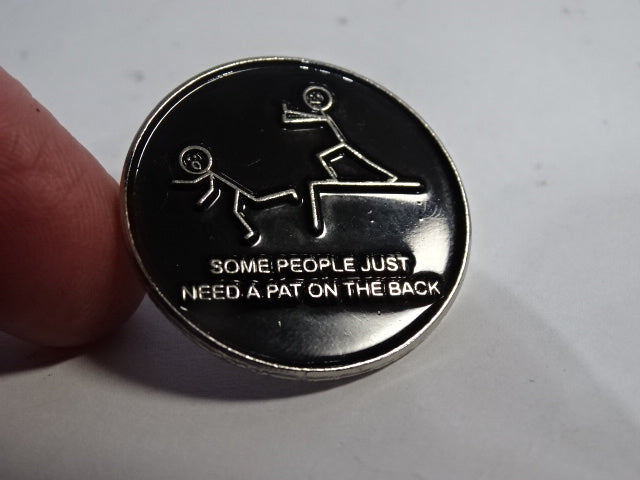 SOME PEOPLE JUST
NEED A PAT ON THE BACK